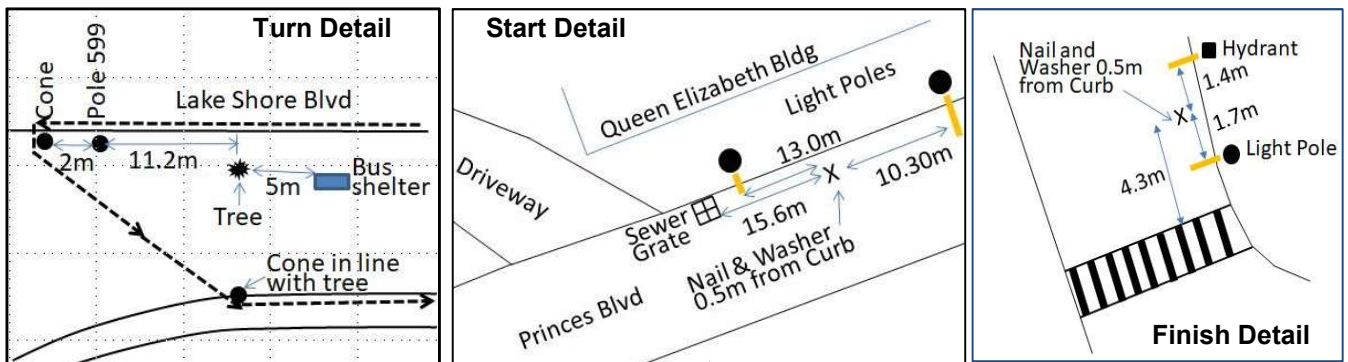 Turn Detail
Cone
Pole 599
Lake Shore Blvd
2m
11.2m
5m
Bus
shelter
Tree
Cone in line
with tree
Start Detail
Queen Elizabeth Bldg
Light Poles
Driveway
13.0m
X
10.30m
15.6m
Sewer
Grate
Nail & Washer
0.5m from Curb
Princes Blvd
Nail and
Washer 0.5m
from Curb
Hydrant
1.4m
X
1.7m
Light Pole
4.3m
Finish Detail